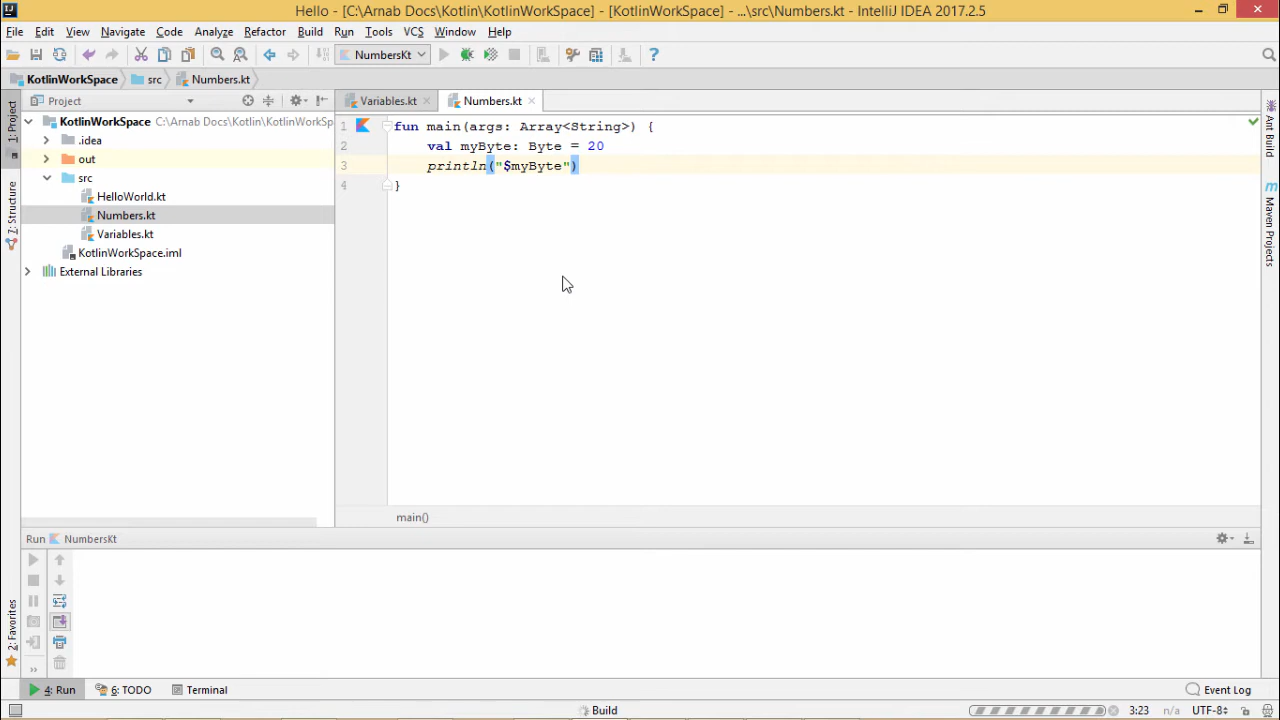 Hello - [C:\Arnab Docs\Kotlin\KotlinWorkSpace] - [KotlinWorkSpace] - ...\src\Numbers.kt - IntelliJ IDEA 2017.2.5
File Edit View Navigate Code Analyze Refactor Build Run Tools VCS Window Help
NumbersKt
KotlinWorkSpace src Numbers.kt
Project
Variables.kt Numbers.kt
KotlinWorkSpace C:\Arnab Docs\Kotlin\KotlinWorkSp
.idea
out
src
HelloWorld.kt
Numbers.kt
Variables.kt
KotlinWorkSpace.iml
External Libraries
1 fun main(args: Array<String>) {
2 val myByte: Byte = 20
3 println("$myByte")
4 }
main()
1: Project
7: Structure
2: Favorites
Ant Build
Maven Projects
Run NumbersKt
4: Run 6: TODO Terminal Event Log
Build 3:23 n/a UTF-8